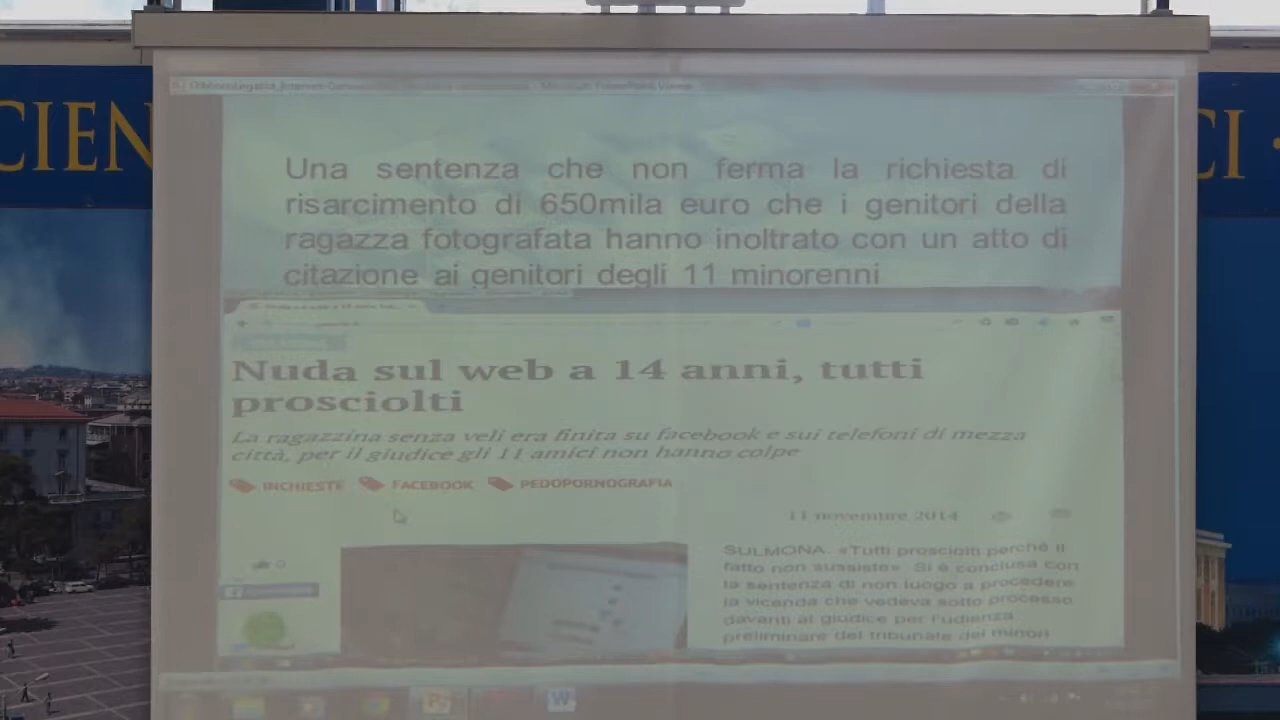 CIEN
CI
Una sentenza che non ferma la richiesta di
risarcimento di 650mila euro che i genitori della
ragazza fotografata hanno inoltrato con un atto di
citazione ai genitori degli 11 minorenni
Nuda sul web a 14 anni, tutti
prosciolti
La ragazzina senza veli era finita su facebook e sui telefoni di mezza
città, per il giudice gli 11 amici non hanno colpe
INCHIESTE FACEBOOK PEDOPORNOGRAFIA
11 novembre 2014
SULMONA. «Tutti prosciolti perché il
fatto non sussiste». Si è conclusa con
la sentenza di non luogo a procedere
la vicenda che vedeva sotto processo
davanti al giudice per l'udienza
preliminare del tribunale dei minori